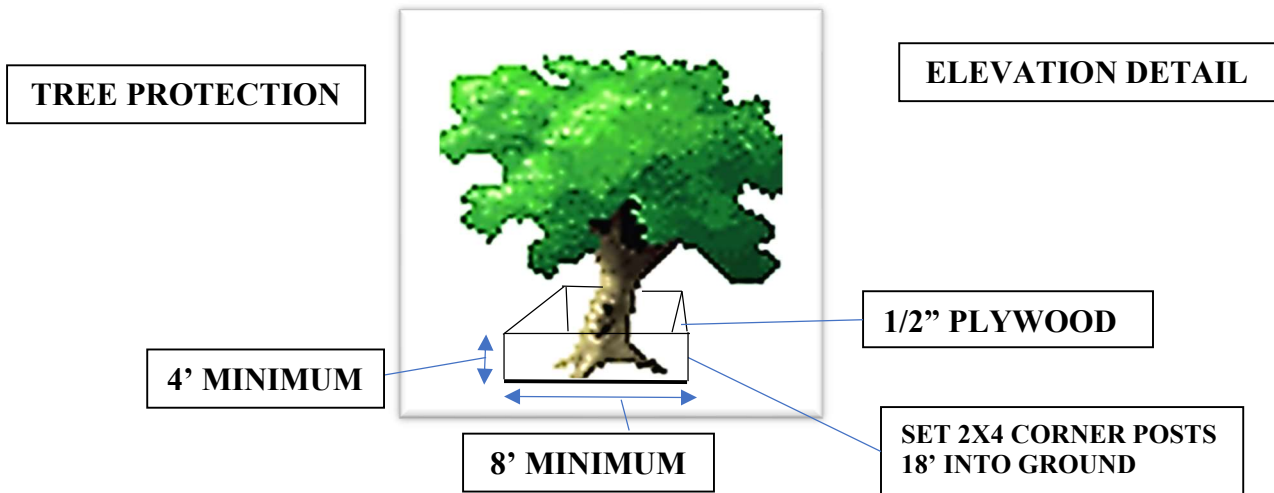 TREE PROTECTION
ELEVATION DETAIL
1/2” PLYWOOD
4’ MINIMUM
8’ MINIMUM
SET 2X4 CORNER POSTS
18’ INTO GROUND